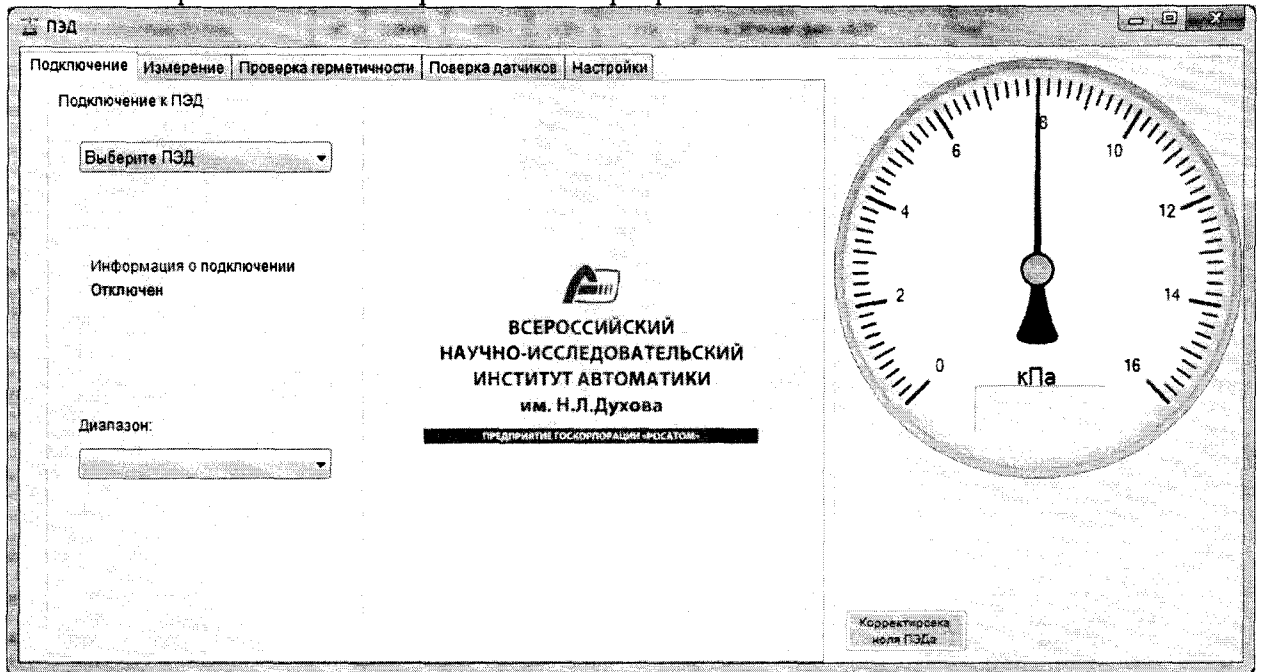 ПЭД
Подключение Измерение Проверка герметичности Поверка датчиков Настройки
Подключение к ПЭД
Выберите ПЭД
Информация о подключении
Отключен
Диапазон:
ВСЕРОССИЙСКИЙ
НАУЧНО-ИССЛЕДОВАТЕЛЬСКИЙ
ИНСТИТУТ АВТОМАТИКИ
им. Н.Л.Духова
ПРЕДПРИЯТИЕ ГОСКОРПОРАЦИИ «РОСАТОМ»
0
2
4
6
8
10
12
14
16
кПа
Корректировка
ноля ПЭДа